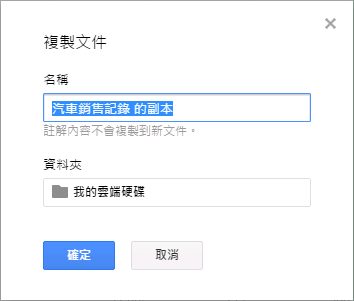 複製文件
名稱
汽車銷售記錄 的副本
註解內容不會複製到新文件。
資料夾
我的雲端硬碟
確定
取消